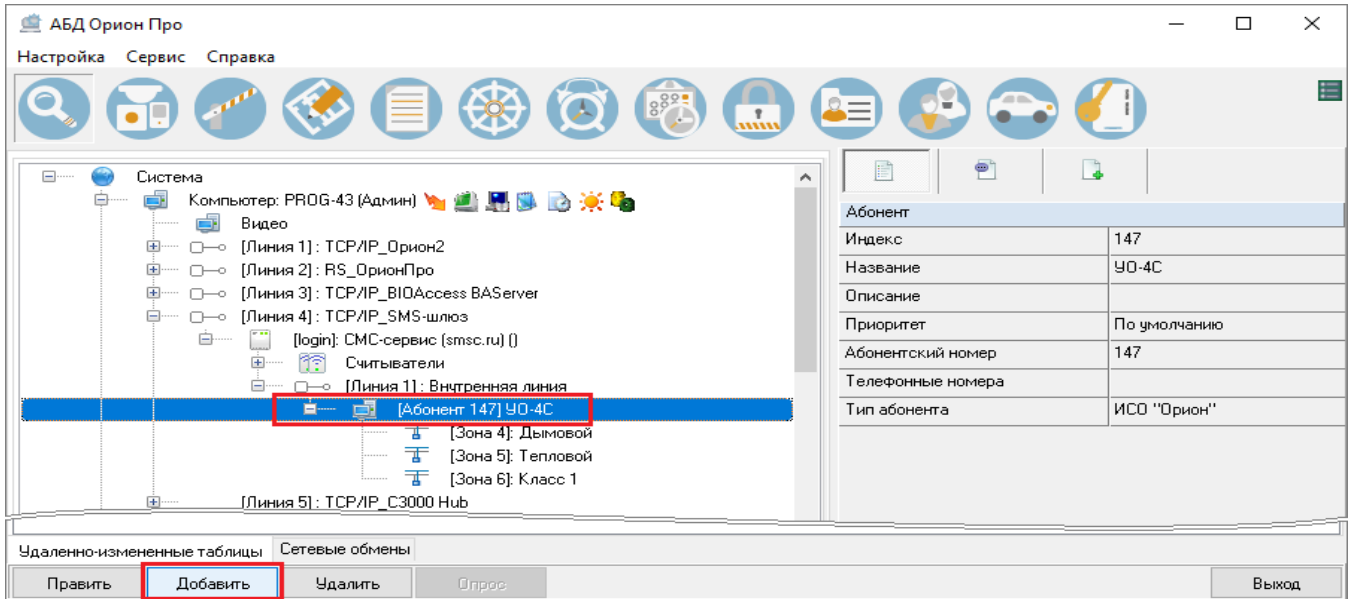 АБД Орион Про
Настройка Сервис Справка
Система
Компьютер: PROG-43 (Админ)
Видео
[Линия 1] : TCP/IP_Орион2
[Линия 2] : RS_ОрионПро
[Линия 3] : TCP/IP_BIOAccess BAServer
[Линия 4] : TCP/IP_SMS-шлюз
[login]: СМС-сервис (smsc.ru) ()
Считыватели
[Линия 1] : Внутренняя линия
[Абонент 147] УО-4С
[Зона 4]: Дымовой
[Зона 5]: Тепловой
[Зона 6]: Класс 1
[Линия 5] : TCP/IP_C3000 Hub
Абонент
Индекс 147
Название УО-4С
Описание
Приоритет По умолчанию
Абонентский номер 147
Телефонные номера
Тип абонента ИСО "Орион"
Удаленно-измененные таблицы Сетевые обмены
Править Добавить Удалить Опрос Выход